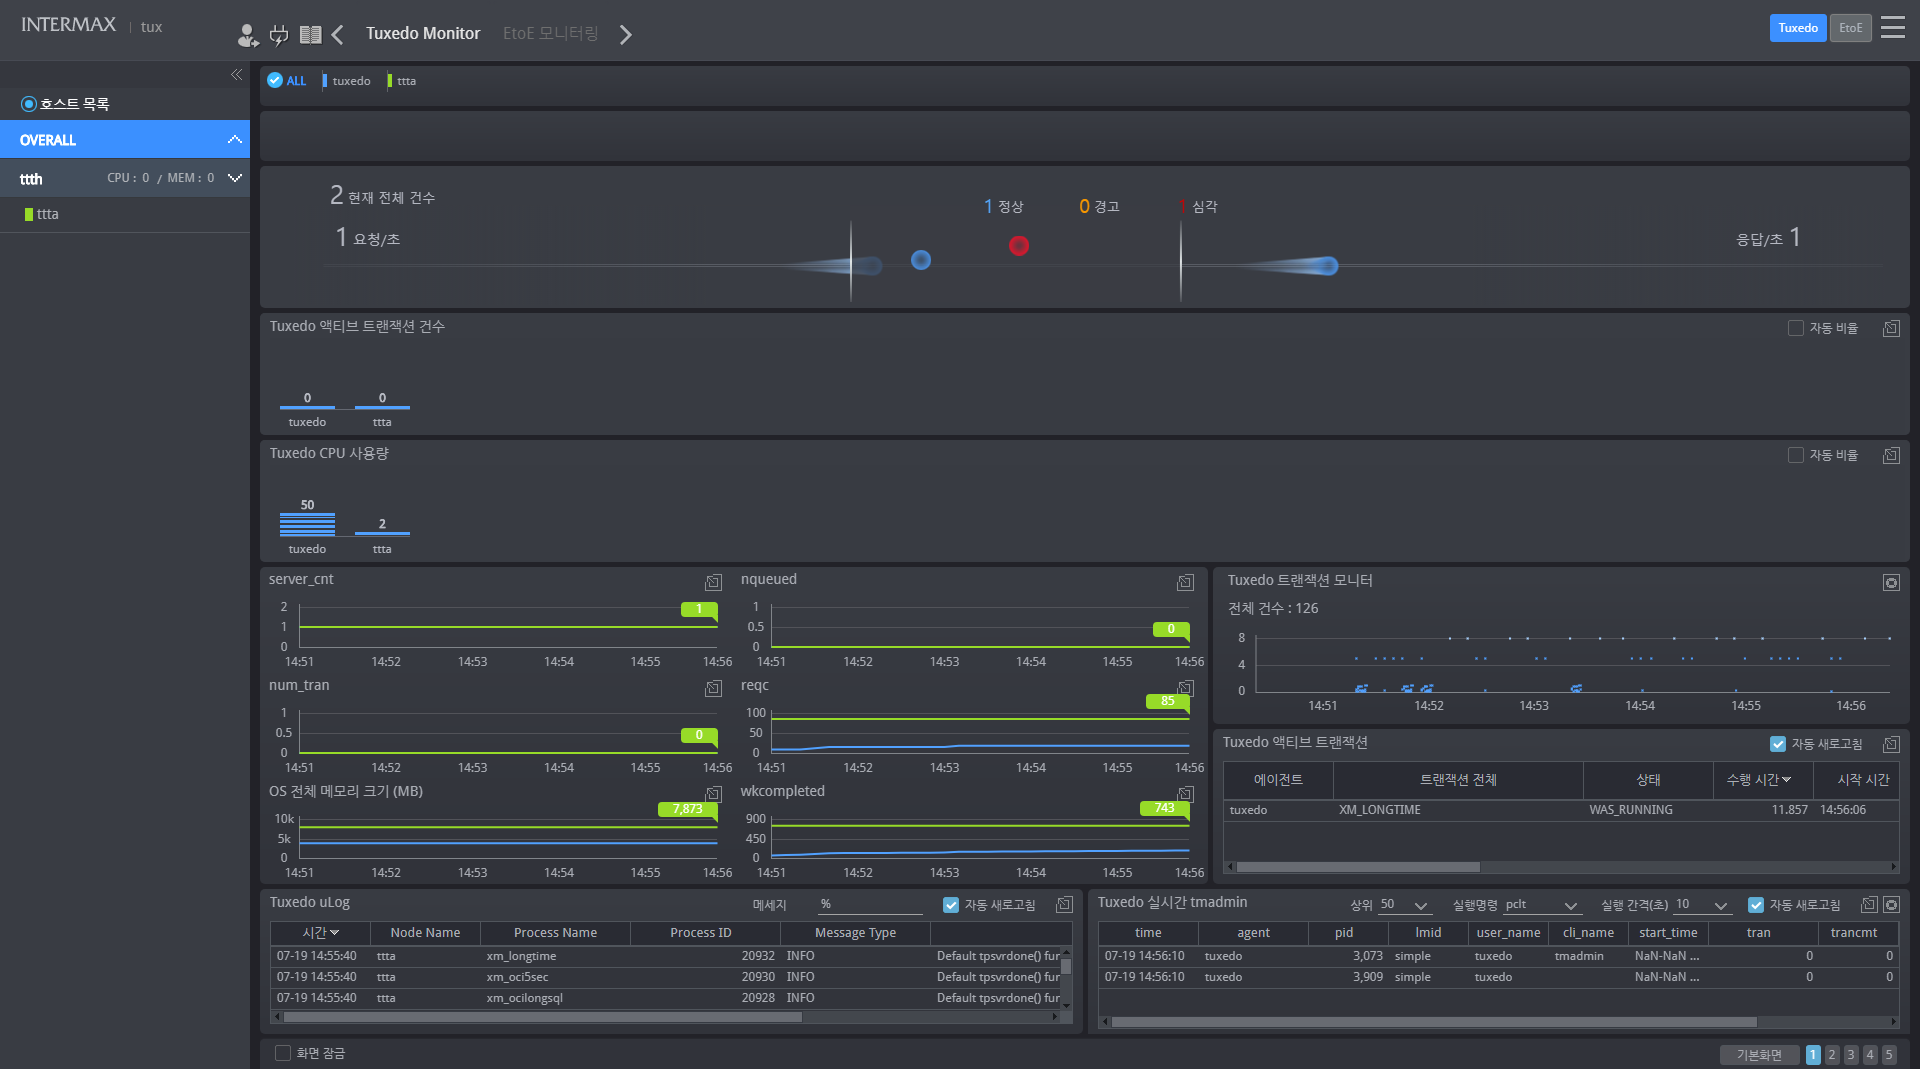 INTERMAX | tux
Tuxedo Monitor
EtoE 모니터링
Tuxedo
EtoE
호스트 목록
OVERALL
ttth CPU : 0 / MEM : 0
ttta
ALL tuxedo ttta
2 현재 전체 건수
1 요청/초
1 정상 0 경고 1 심각
응답/초 1
Tuxedo 액티브 트랜잭션 건수
자동 비율
0 0
tuxedo ttta
Tuxedo CPU 사용량
자동 비율
50 2
tuxedo ttta
server_cnt
2
1
0
1
14:51 14:52 14:53 14:54 14:55 14:56
nqueued
1
0.5
0
0
14:51 14:52 14:53 14:54 14:55 14:56
num_tran
1
0.5
0
0
14:51 14:52 14:53 14:54 14:55 14:56
reqc
100
50
0
85
14:51 14:52 14:53 14:54 14:55 14:56
OS 전체 메모리 크기 (MB)
10k
5k
0
7,873
14:51 14:52 14:53 14:54 14:55 14:56
wkcompleted
900
450
0
743
14:51 14:52 14:53 14:54 14:55 14:56
Tuxedo 트랜잭션 모니터
전체 건수 : 126
8
4
0
14:51 14:52 14:53 14:54 14:55 14:56
Tuxedo 액티브 트랜잭션
자동 새로고침
에이전트 트랜잭션 전체 상태 수행 시간 시작 시간
tuxedo XM_LONGTIME WAS_RUNNING 11.857 14:56:06
Tuxedo uLog
메세지 %
자동 새로고침
시간 Node Name Process Name Process ID Message Type
07-19 14:55:40 ttta xm_longtime 20932 INFO Default tpsvrdone() fur
07-19 14:55:40 ttta xm_oci5sec 20930 INFO Default tpsvrdone() fur
07-19 14:55:40 ttta xm_ocilongsql 20928 INFO Default tpsvrdone() fur
Tuxedo 실시간 tmadmin
상위 50 실행명령 pclt 실행 간격(초) 10 자동 새로고침
time agent pid lmid user_name cli_name start_time tran trancmt
07-19 14:56:10 tuxedo 3,073 simple tuxedo tmadmin NaN-NaN ... 0 0
07-19 14:56:10 tuxedo 3,909 simple tuxedo NaN-NaN ... 0 0
화면 잠금
기본화면 1 2 3 4 5